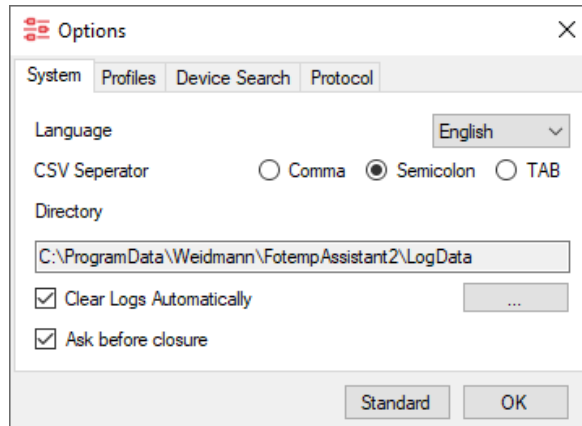 Options
System Profiles Device Search Protocol
Language English
CSV Seperator Comma Semicolon TAB
Directory
C:\ProgramData\Weidmann\FotempAssistant2\LogData
Clear Logs Automatically ...
Ask before closure
Standard OK